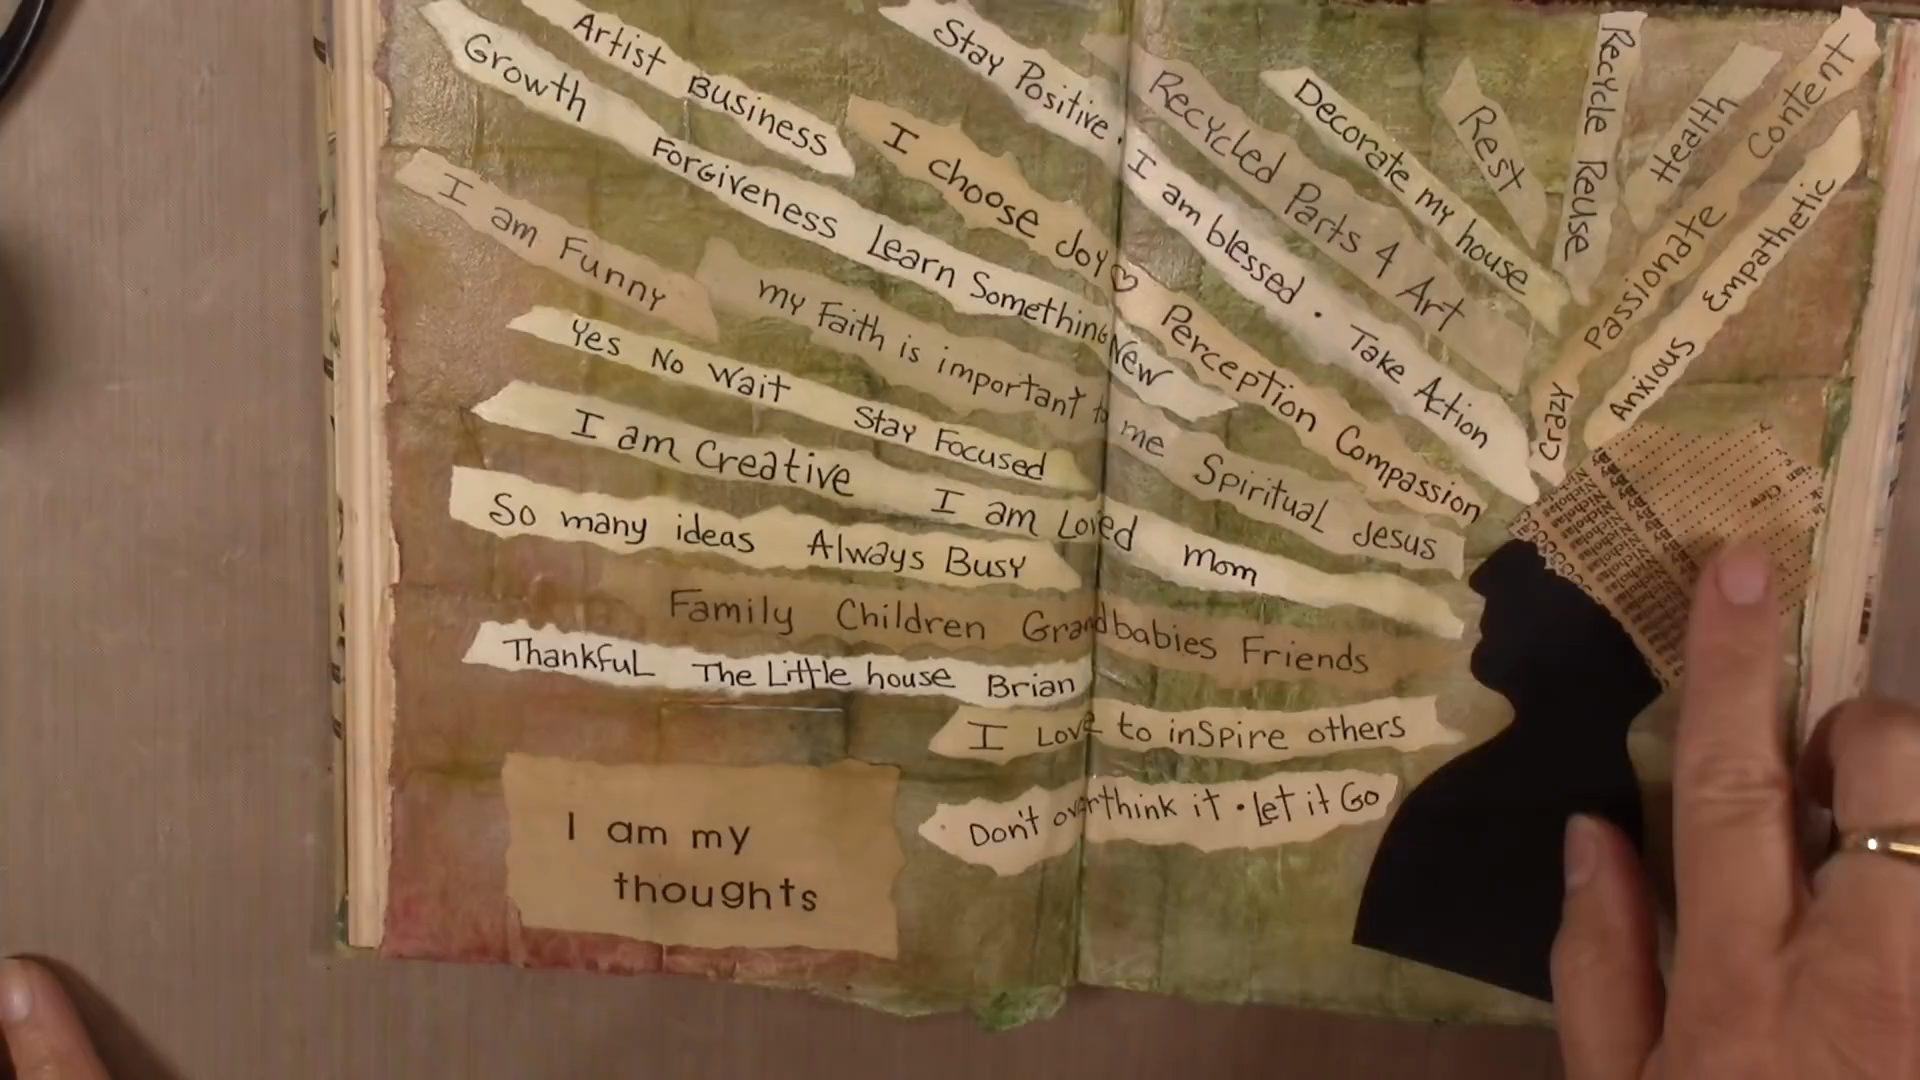 Artist Business
Growth Forgiveness Learn Something New
Stay Positive • I am blessed • Take Action
I choose Joy ♡ Perception Compassion
Recycled Parts 4 Art
Decorate my house
Rest
Recycle Reuse
Health
Crazy Passionate Content
Anxious Empathetic
I am Funny
my Faith is important to me Spiritual Jesus
Yes No Wait Stay Focused
I am Creative I am Loved Mom
So many ideas Always Busy
Family Children Grandbabies Friends
Thankful The Little house Brian
I Love to inspire others
Don't overthink it • Let it Go
I am my
thoughts